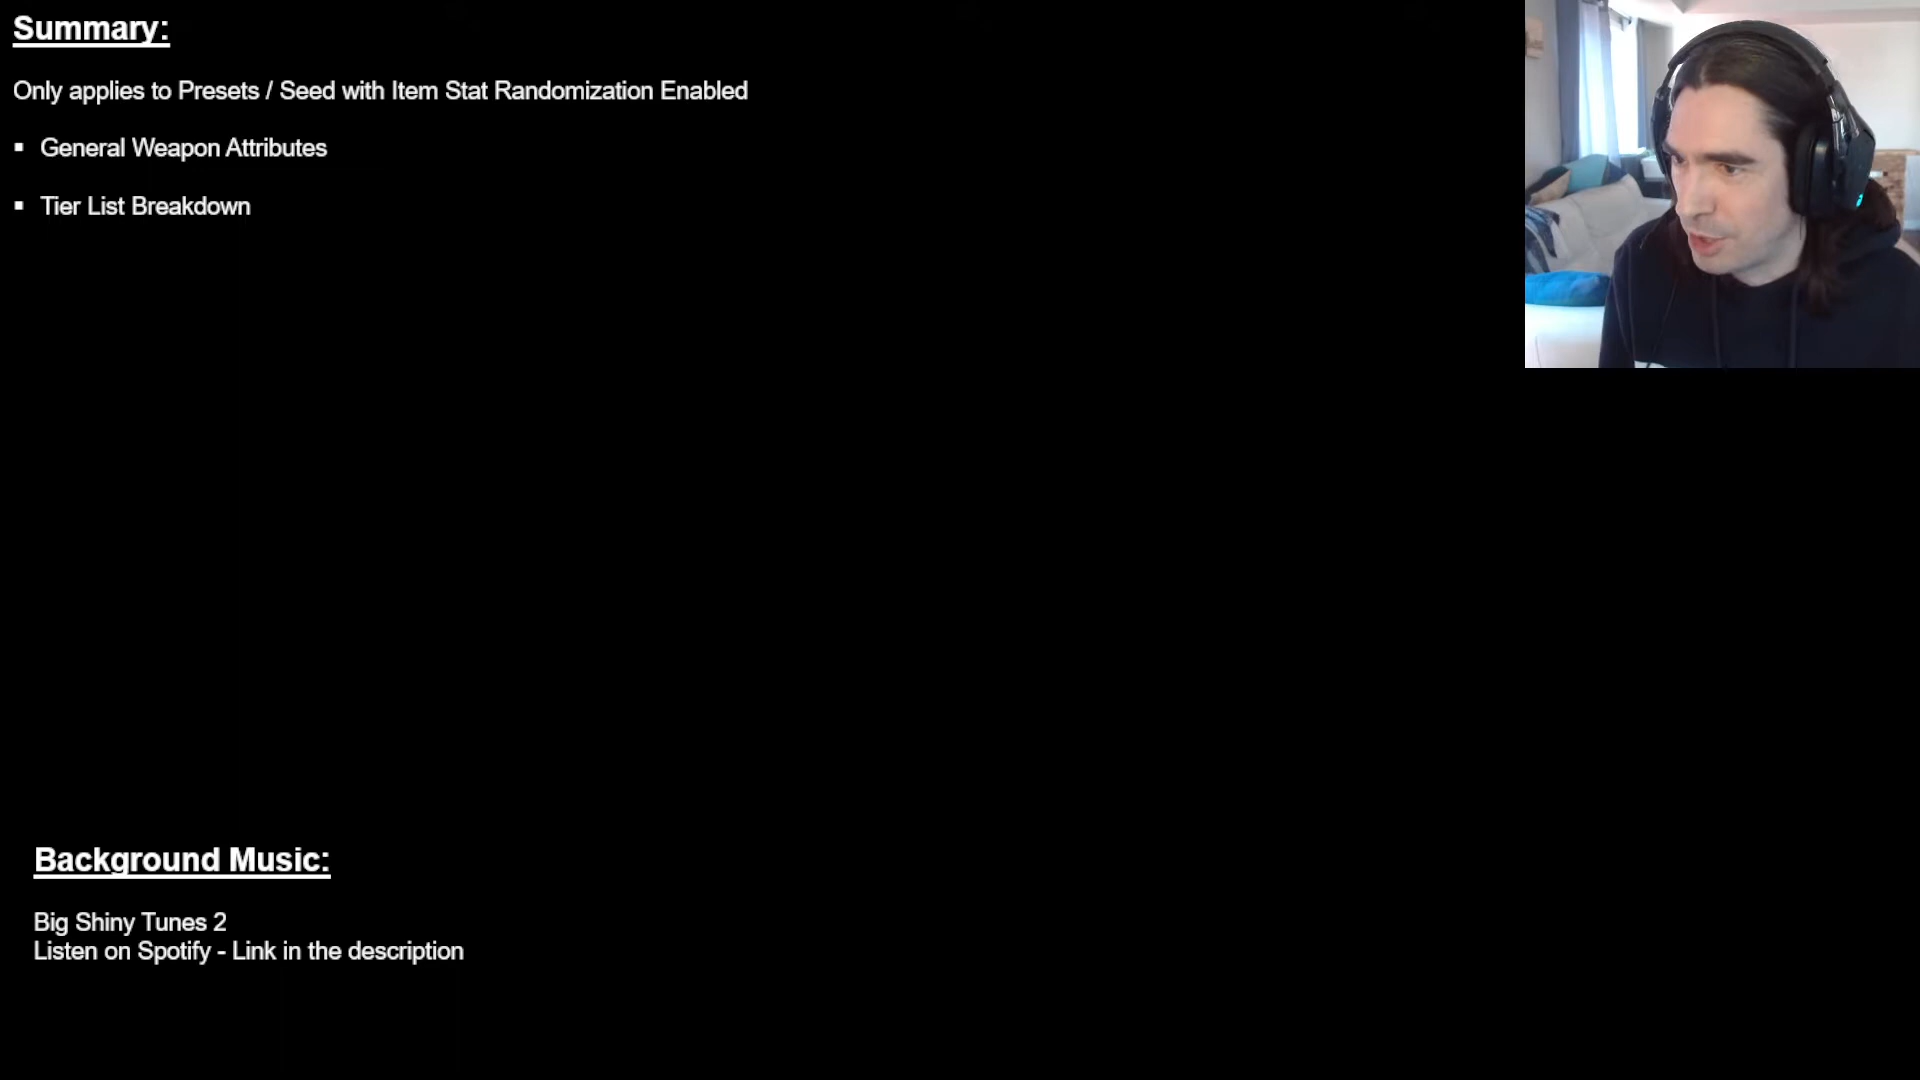 Summary:
Only applies to Presets / Seed with Item Stat Randomization Enabled
▪ General Weapon Attributes
▪ Tier List Breakdown
Background Music:
Big Shiny Tunes 2
Listen on Spotify - Link in the description